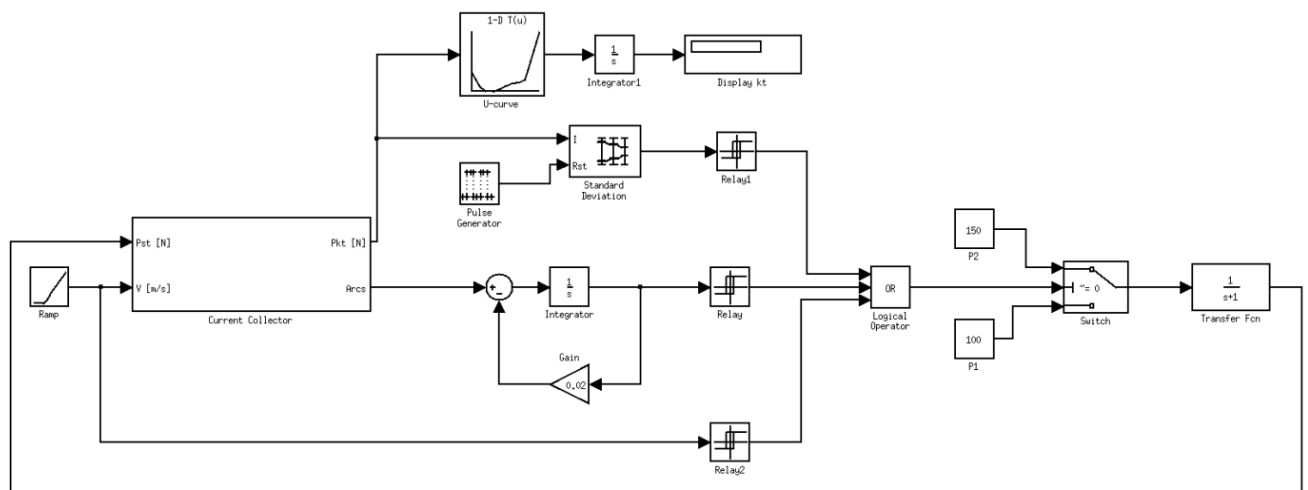 1-D T(u)
U-curve
1
s
Integrator1
Display kt
I
Rst
Standard
Deviation
Relay1
Pulse
Generator
Pst [N]
V [m/s]
Pkt [N]
Arcs
Current Collector
Ramp
+
-
1
s
Integrator
Gain
0.02
Relay
Relay2
OR
Logical
Operator
150
P2
100
P1
~= 0
Switch
1
s+1
Transfer Fcn